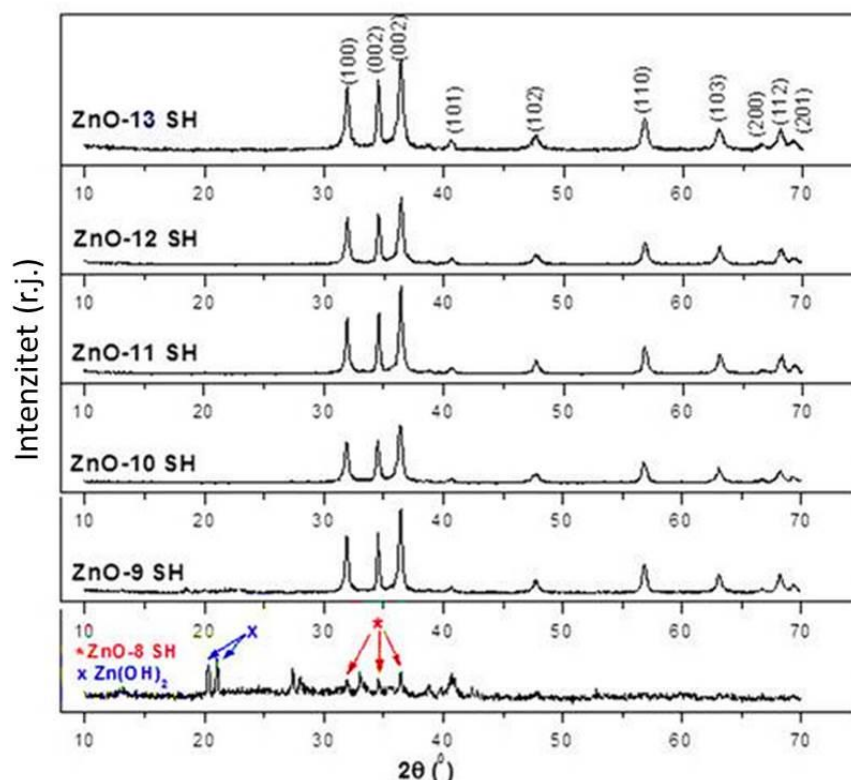 (100)
(002)
(002)
(101)
(102)
(110)
(103)
(200)
(112)
(201)
ZnO-13 SH
10 20 30 40 50 60 70
ZnO-12 SH
10 20 30 40 50 60 70
ZnO-11 SH
10 20 30 40 50 60 70
ZnO-10 SH
10 20 30 40 50 60 70
ZnO-9 SH
10 20 30 40 50 60 70
x
*
*ZnO-8 SH
x Zn(OH)₂
10 20 30 40 50 60 70
2θ (⁰)
Intenzitet (r.j.)